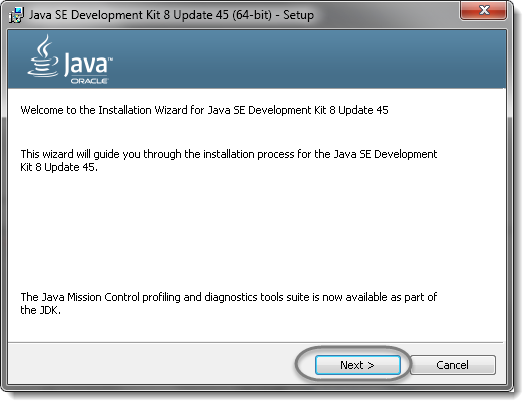 Java SE Development Kit 8 Update 45 (64-bit) - Setup
Java™
ORACLE
Welcome to the Installation Wizard for Java SE Development Kit 8 Update 45
This wizard will guide you through the installation process for the Java SE Development
Kit 8 Update 45.
The Java Mission Control profiling and diagnostics tools suite is now available as part of
the JDK.
Next >
Cancel